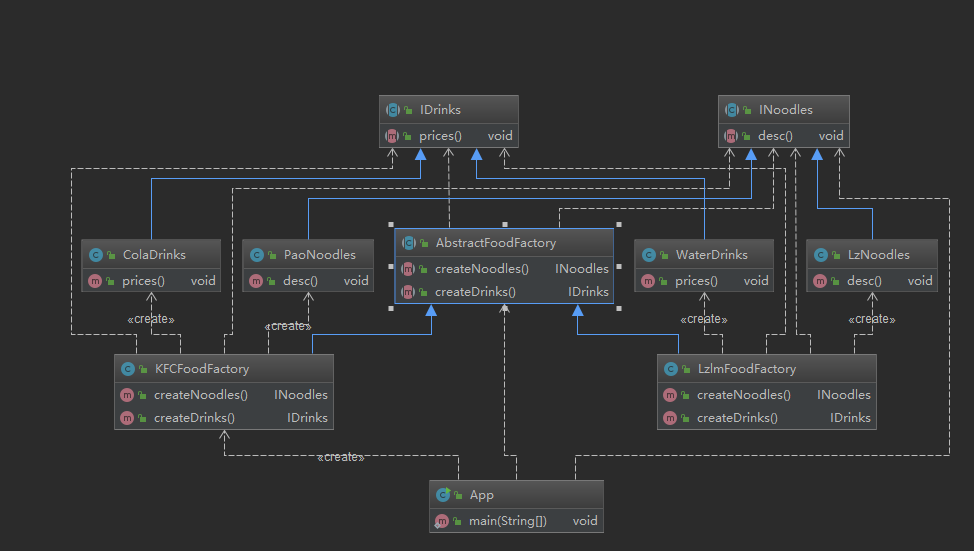 IDrinks
prices() void
INoodles
desc() void
ColaDrinks
prices() void
PaoNoodles
desc() void
AbstractFoodFactory
createNoodles() INoodles
createDrinks() IDrinks
WaterDrinks
prices() void
LzNoodles
desc() void
«create»
«create»
«create»
«create»
KFCFoodFactory
createNoodles() INoodles
createDrinks() IDrinks
LzlmFoodFactory
createNoodles() INoodles
createDrinks() IDrinks
«create»
App
main(String[]) void